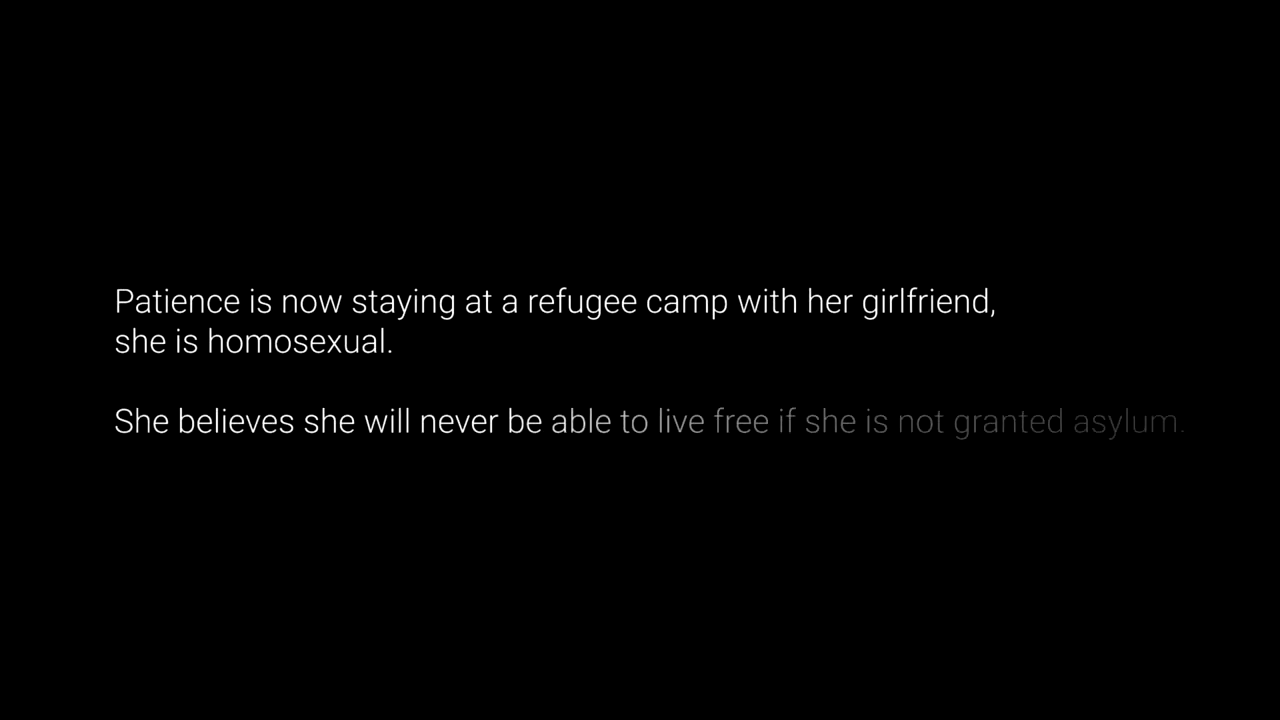 Patience is now staying at a refugee camp with her girlfriend,
she is homosexual.
She believes she will never be able to live free if she is not granted asylum.